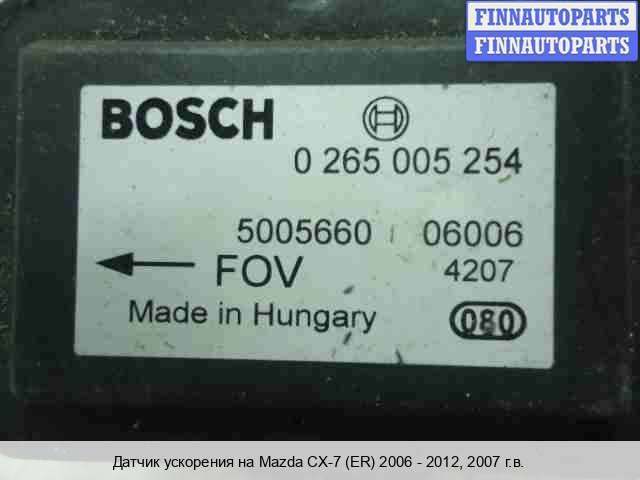 FINNAUTOPARTS
FINNAUTOPARTS
BOSCH
0 265 005 254
5005660 06006
FOV 4207
Made in Hungary 080
Датчик ускорения на Mazda CX-7 (ER) 2006 - 2012, 2007 г.в.